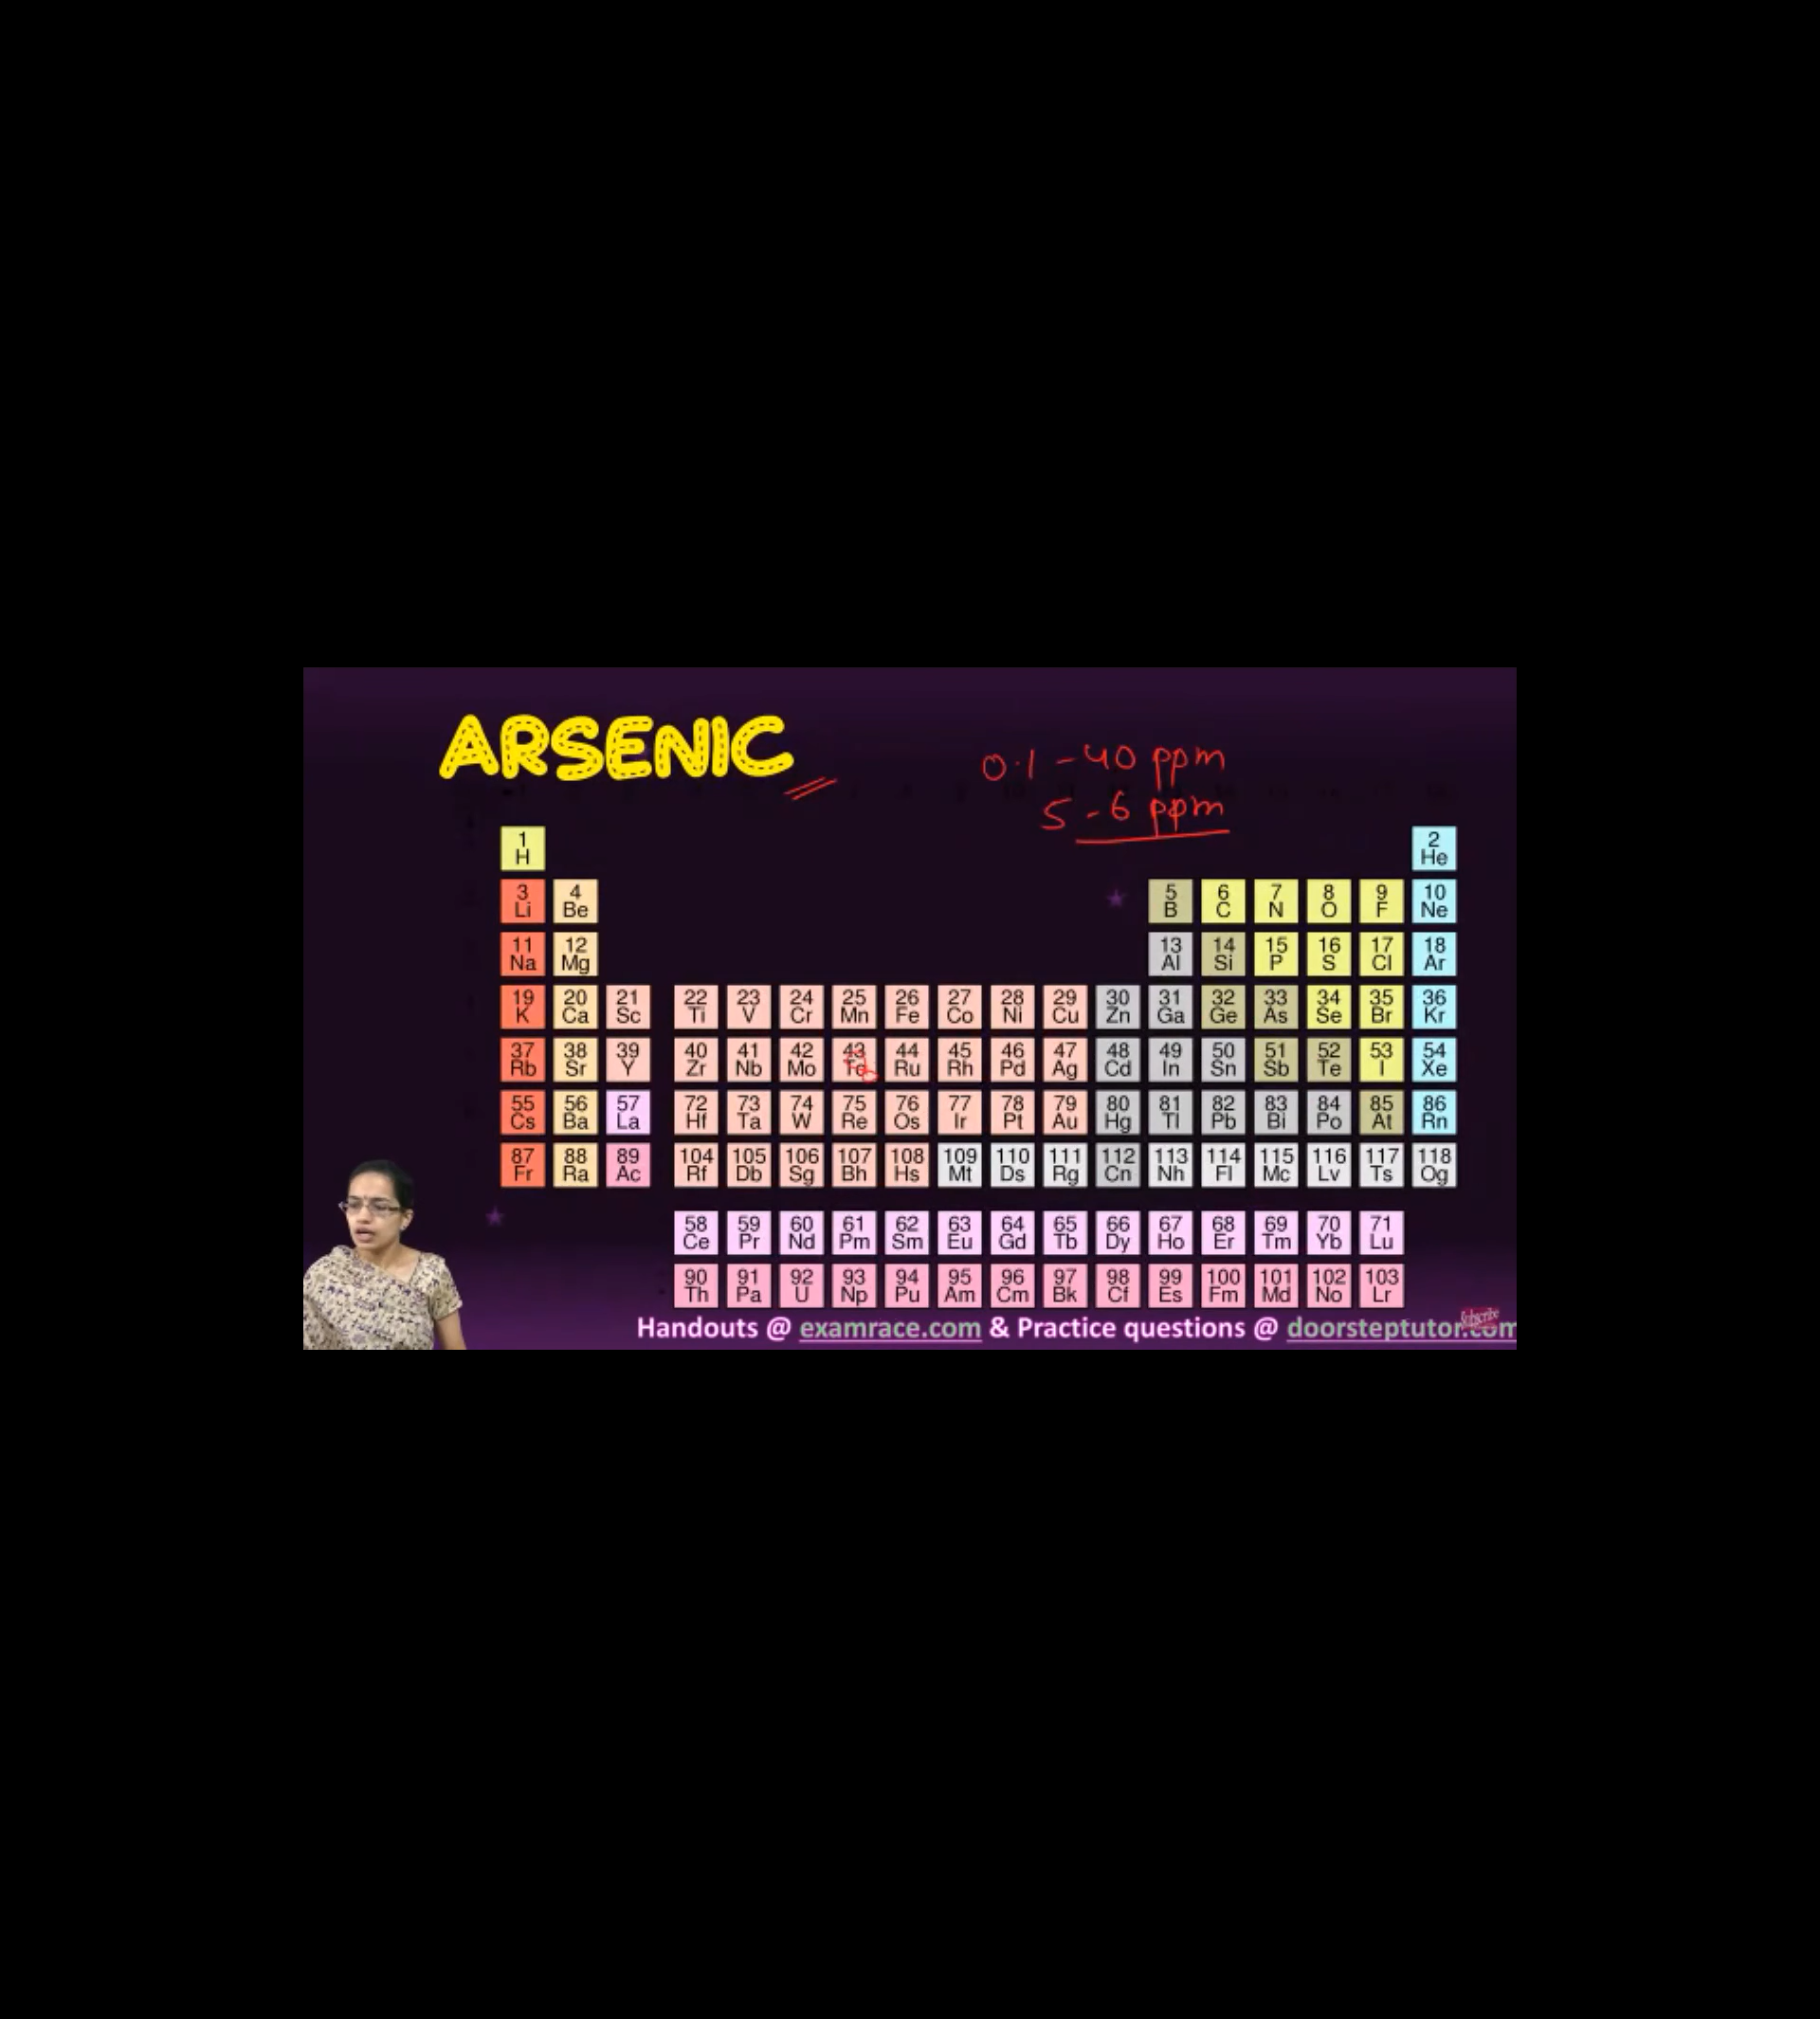 ARSENIC
0.1 - 40 ppm
5 - 6 ppm
1 2
H He
3 4 5 6 7 8 9 10
Li Be B C N O F Ne
11 12 13 14 15 16 17 18
Na Mg Al Si P S Cl Ar
19 20 21 22 23 24 25 26 27 28 29 30 31 32 33 34 35 36
K Ca Sc Ti V Cr Mn Fe Co Ni Cu Zn Ga Ge As Se Br Kr
37 38 39 40 41 42 43 44 45 46 47 48 49 50 51 52 53 54
Rb Sr Y Zr Nb Mo Tc Ru Rh Pd Ag Cd In Sn Sb Te I Xe
55 56 57 72 73 74 75 76 77 78 79 80 81 82 83 84 85 86
Cs Ba La Hf Ta W Re Os Ir Pt Au Hg Tl Pb Bi Po At Rn
87 88 89 104 105 106 107 108 109 110 111 112 113 114 115 116 117 118
Fr Ra Ac Rf Db Sg Bh Hs Mt Ds Rg Cn Nh Fl Mc Lv Ts Og
58 59 60 61 62 63 64 65 66 67 68 69 70 71
Ce Pr Nd Pm Sm Eu Gd Tb Dy Ho Er Tm Yb Lu
90 91 92 93 94 95 96 97 98 99 100 101 102 103
Th Pa U Np Pu Am Cm Bk Cf Es Fm Md No Lr
Handouts @ examrace.com & Practice questions @ doorsteptutor.com
Subscribe